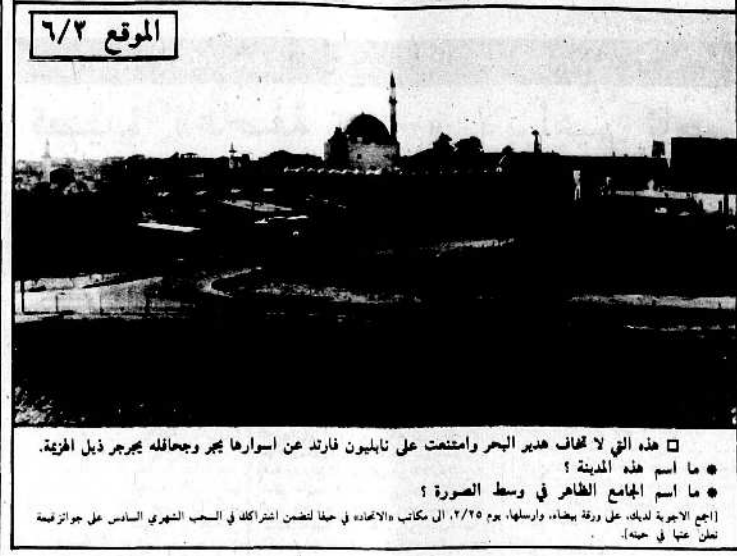 الموقع ٦/٣
□ هذه التي لا تخاف هدير البحر وامتنعت على نابليون فارتد عن اسوارها يجر وجحافله يجرجر ذيل الهزيمة.
● ما اسم هذه المدينة ؟
● ما اسم الجامع الظاهر في وسط الصورة ؟
[اجمع الاجوبة لديك، على ورقة بيضاء، وارسلها، يوم ٢/٢٥، الى مكاتب «الاتحاد» في حيفا لتضمن اشتراكك في السحب الشهري السادس على جوائز قيمة
نعلن عنها في حينه].